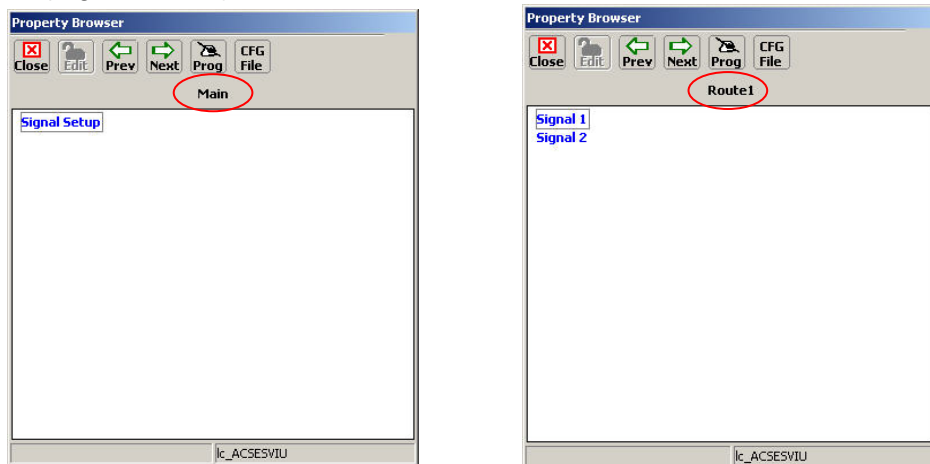 Property Browser
Close Edit Prev Next Prog CFG File
Main
Signal Setup
lc_ACSESVIU
Property Browser
Close Edit Prev Next Prog CFG File
Route1
Signal 1
Signal 2
lc_ACSESVIU